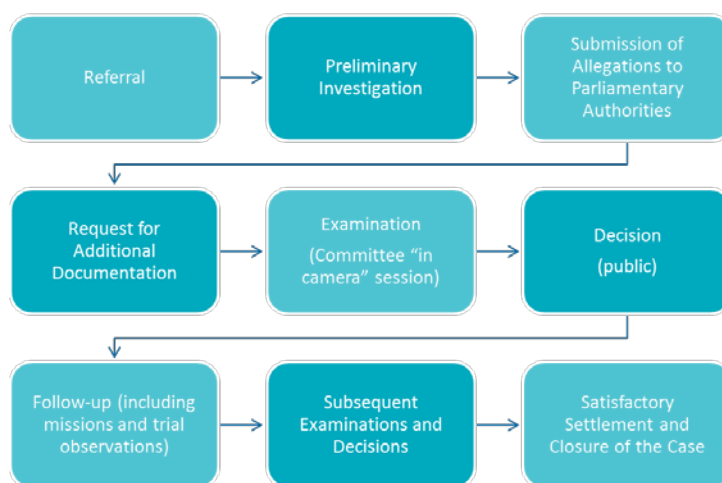 Referral
Preliminary
Investigation
Submission of
Allegations to
Parliamentary
Authorities
Request for
Additional
Documentation
Examination
(Committee “in
camera” session)
Decision
(public)
Follow-up (including
missions and trial
observations)
Subsequent
Examinations and
Decisions
Satisfactory
Settlement and
Closure of the Case